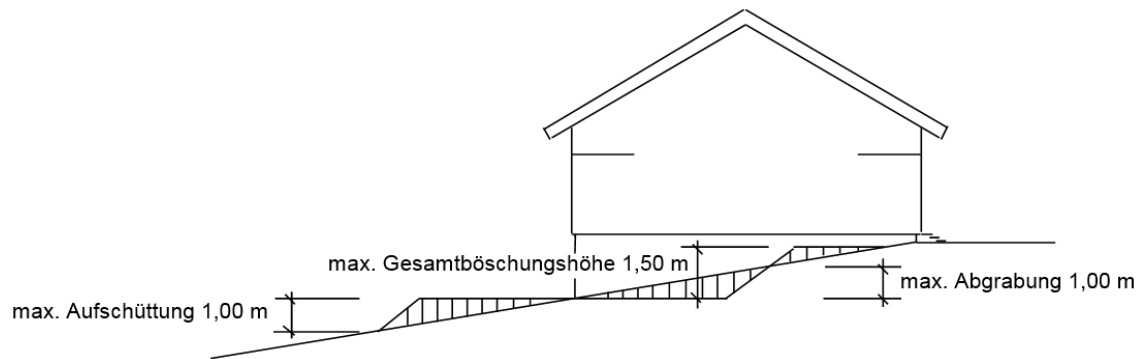 max. Gesamtböschungshöhe 1,50 m
max. Abgrabung 1,00 m
max. Aufschüttung 1,00 m